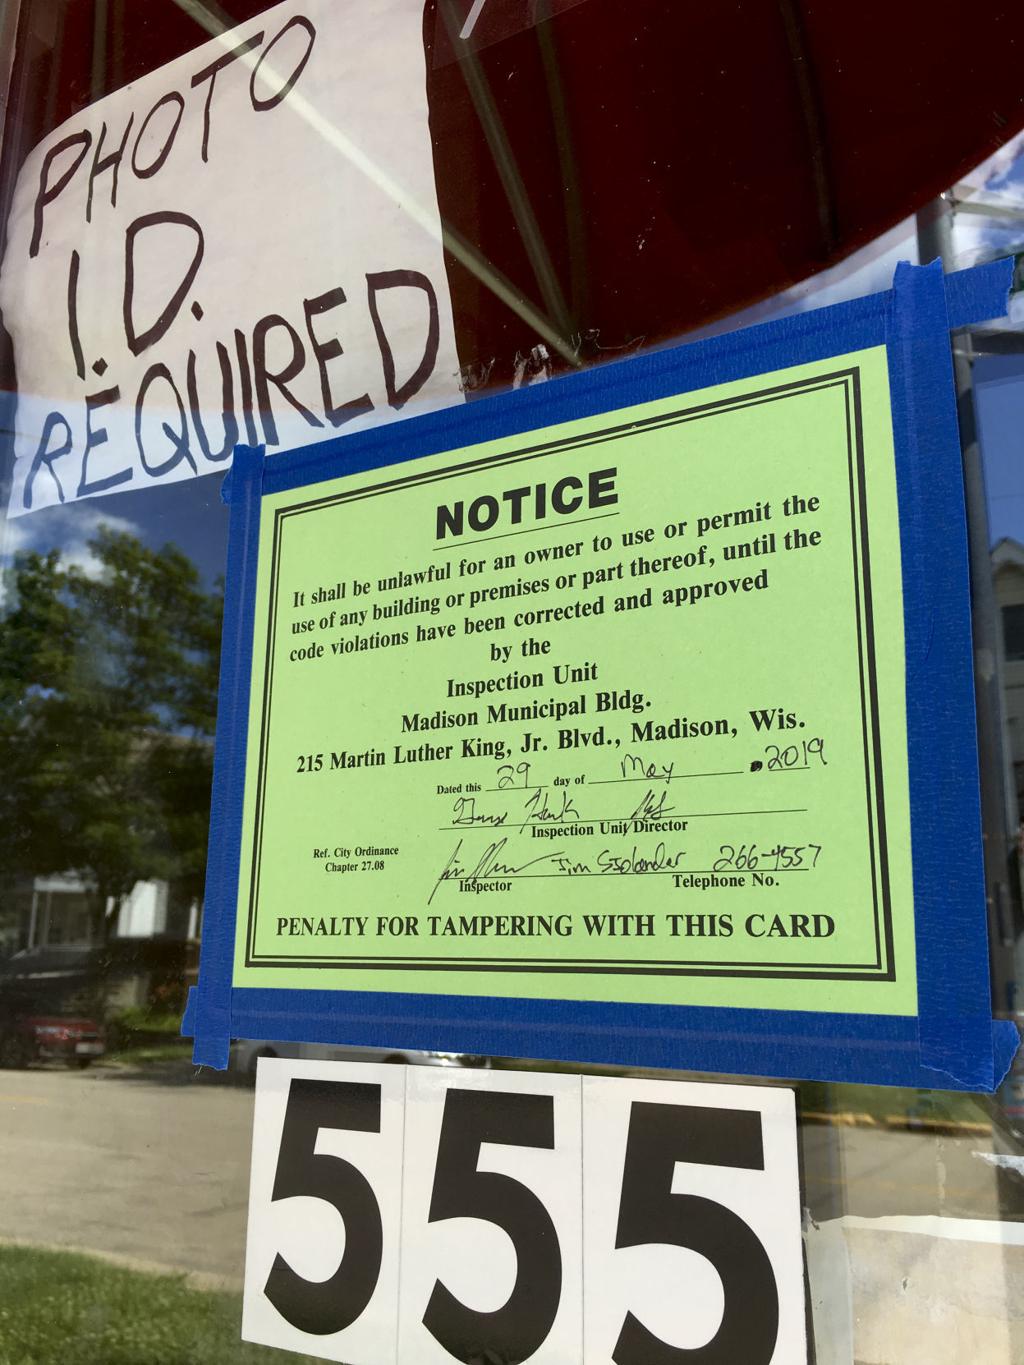 PHOTO
I.D.
REQUIRED
NOTICE
It shall be unlawful for an owner to use or permit the
use of any building or premises or part thereof, until the
code violations have been corrected and approved
by the
Inspection Unit
Madison Municipal Bldg.
215 Martin Luther King, Jr. Blvd., Madison, Wis.
Dated this 29 day of May 2019
Inspection Unit Director
Ref. City Ordinance
Chapter 27.08
Jim 266-4557
Inspector Telephone No.
PENALTY FOR TAMPERING WITH THIS CARD
555